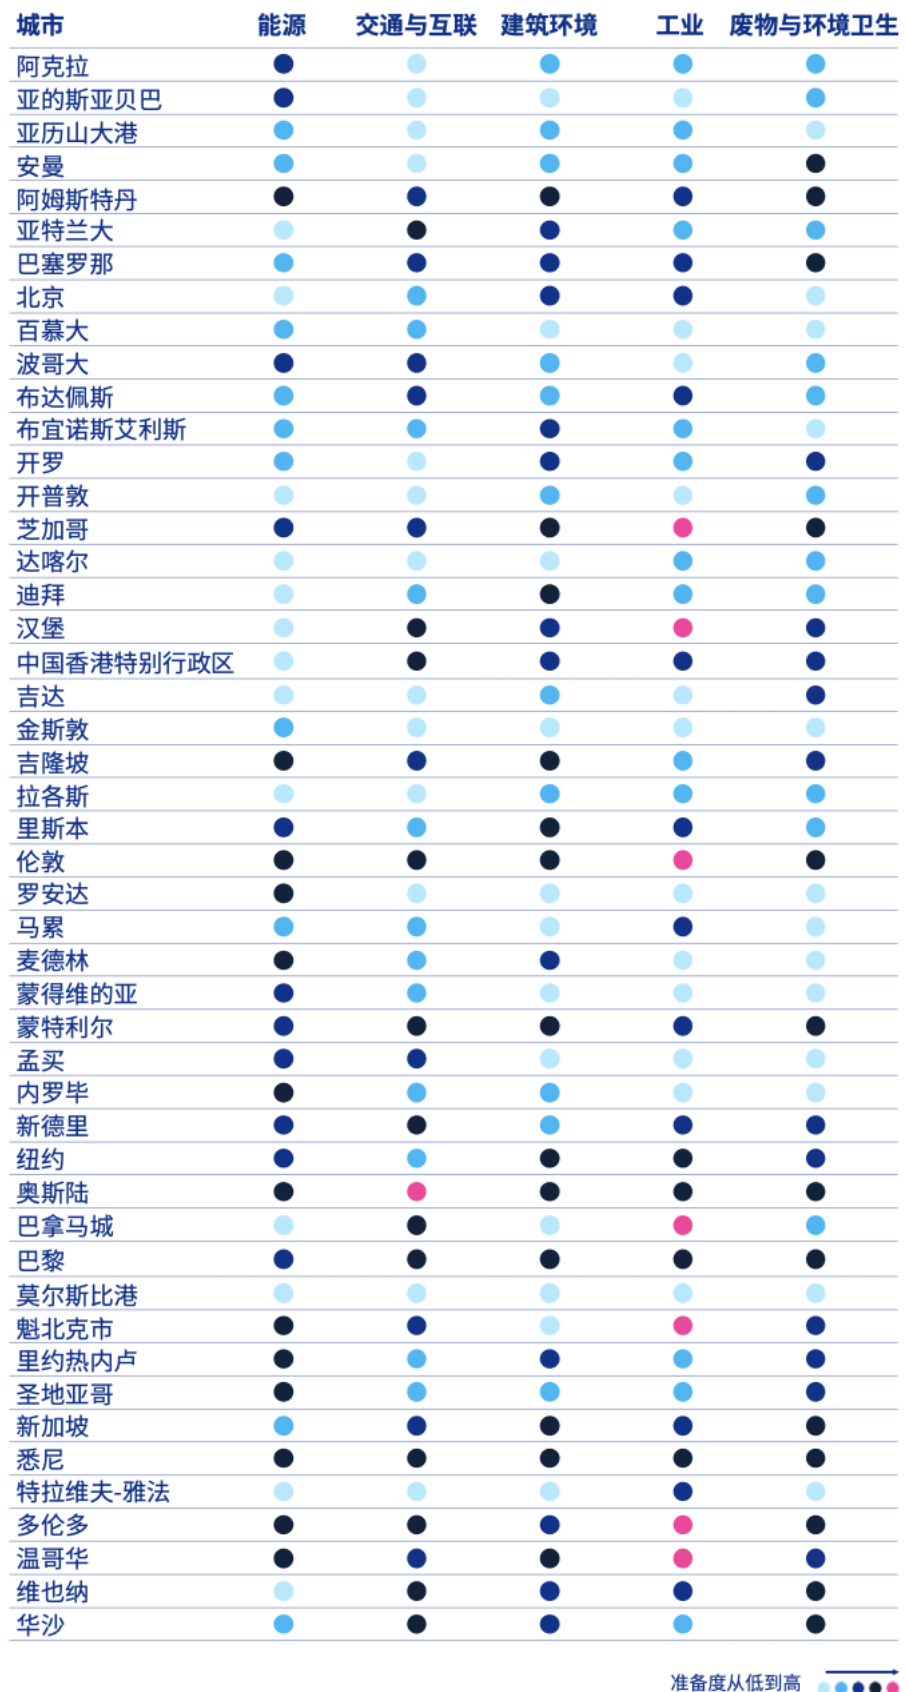 城市 能源 交通与互联 建筑环境 工业 废物与环境卫生
阿克拉
亚的斯亚贝巴
亚历山大港
安曼
阿姆斯特丹
亚特兰大
巴塞罗那
北京
百慕大
波哥大
布达佩斯
布宜诺斯艾利斯
开罗
开普敦
芝加哥
达喀尔
迪拜
汉堡
中国香港特别行政区
吉达
金斯敦
吉隆坡
拉各斯
里斯本
伦敦
罗安达
马累
麦德林
蒙得维的亚
蒙特利尔
孟买
内罗毕
新德里
纽约
奥斯陆
巴拿马城
巴黎
莫尔斯比港
魁北克市
里约热内卢
圣地亚哥
新加坡
悉尼
特拉维夫-雅法
多伦多
温哥华
维也纳
华沙
准备度从低到高